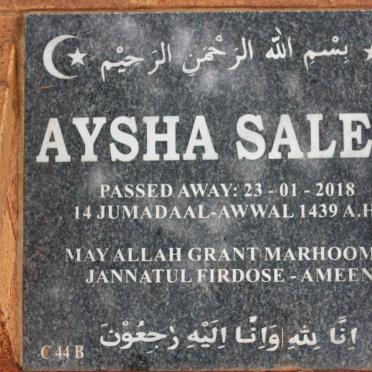 بِسْمِ اللهِ الرَّحْمٰنِ الرَّحِيْمِ
AYSHA SALE
PASSED AWAY: 23 - 01 - 2018
14 JUMADAAL-AWWAL 1439 A.H
MAY ALLAH GRANT MARHOOM
JANNATUL FIRDOSE - AMEEN
اِنَّا لِلّٰهِ وَاِنَّا اِلَيْهِ رٰجِعُوْنَ
C 44 B